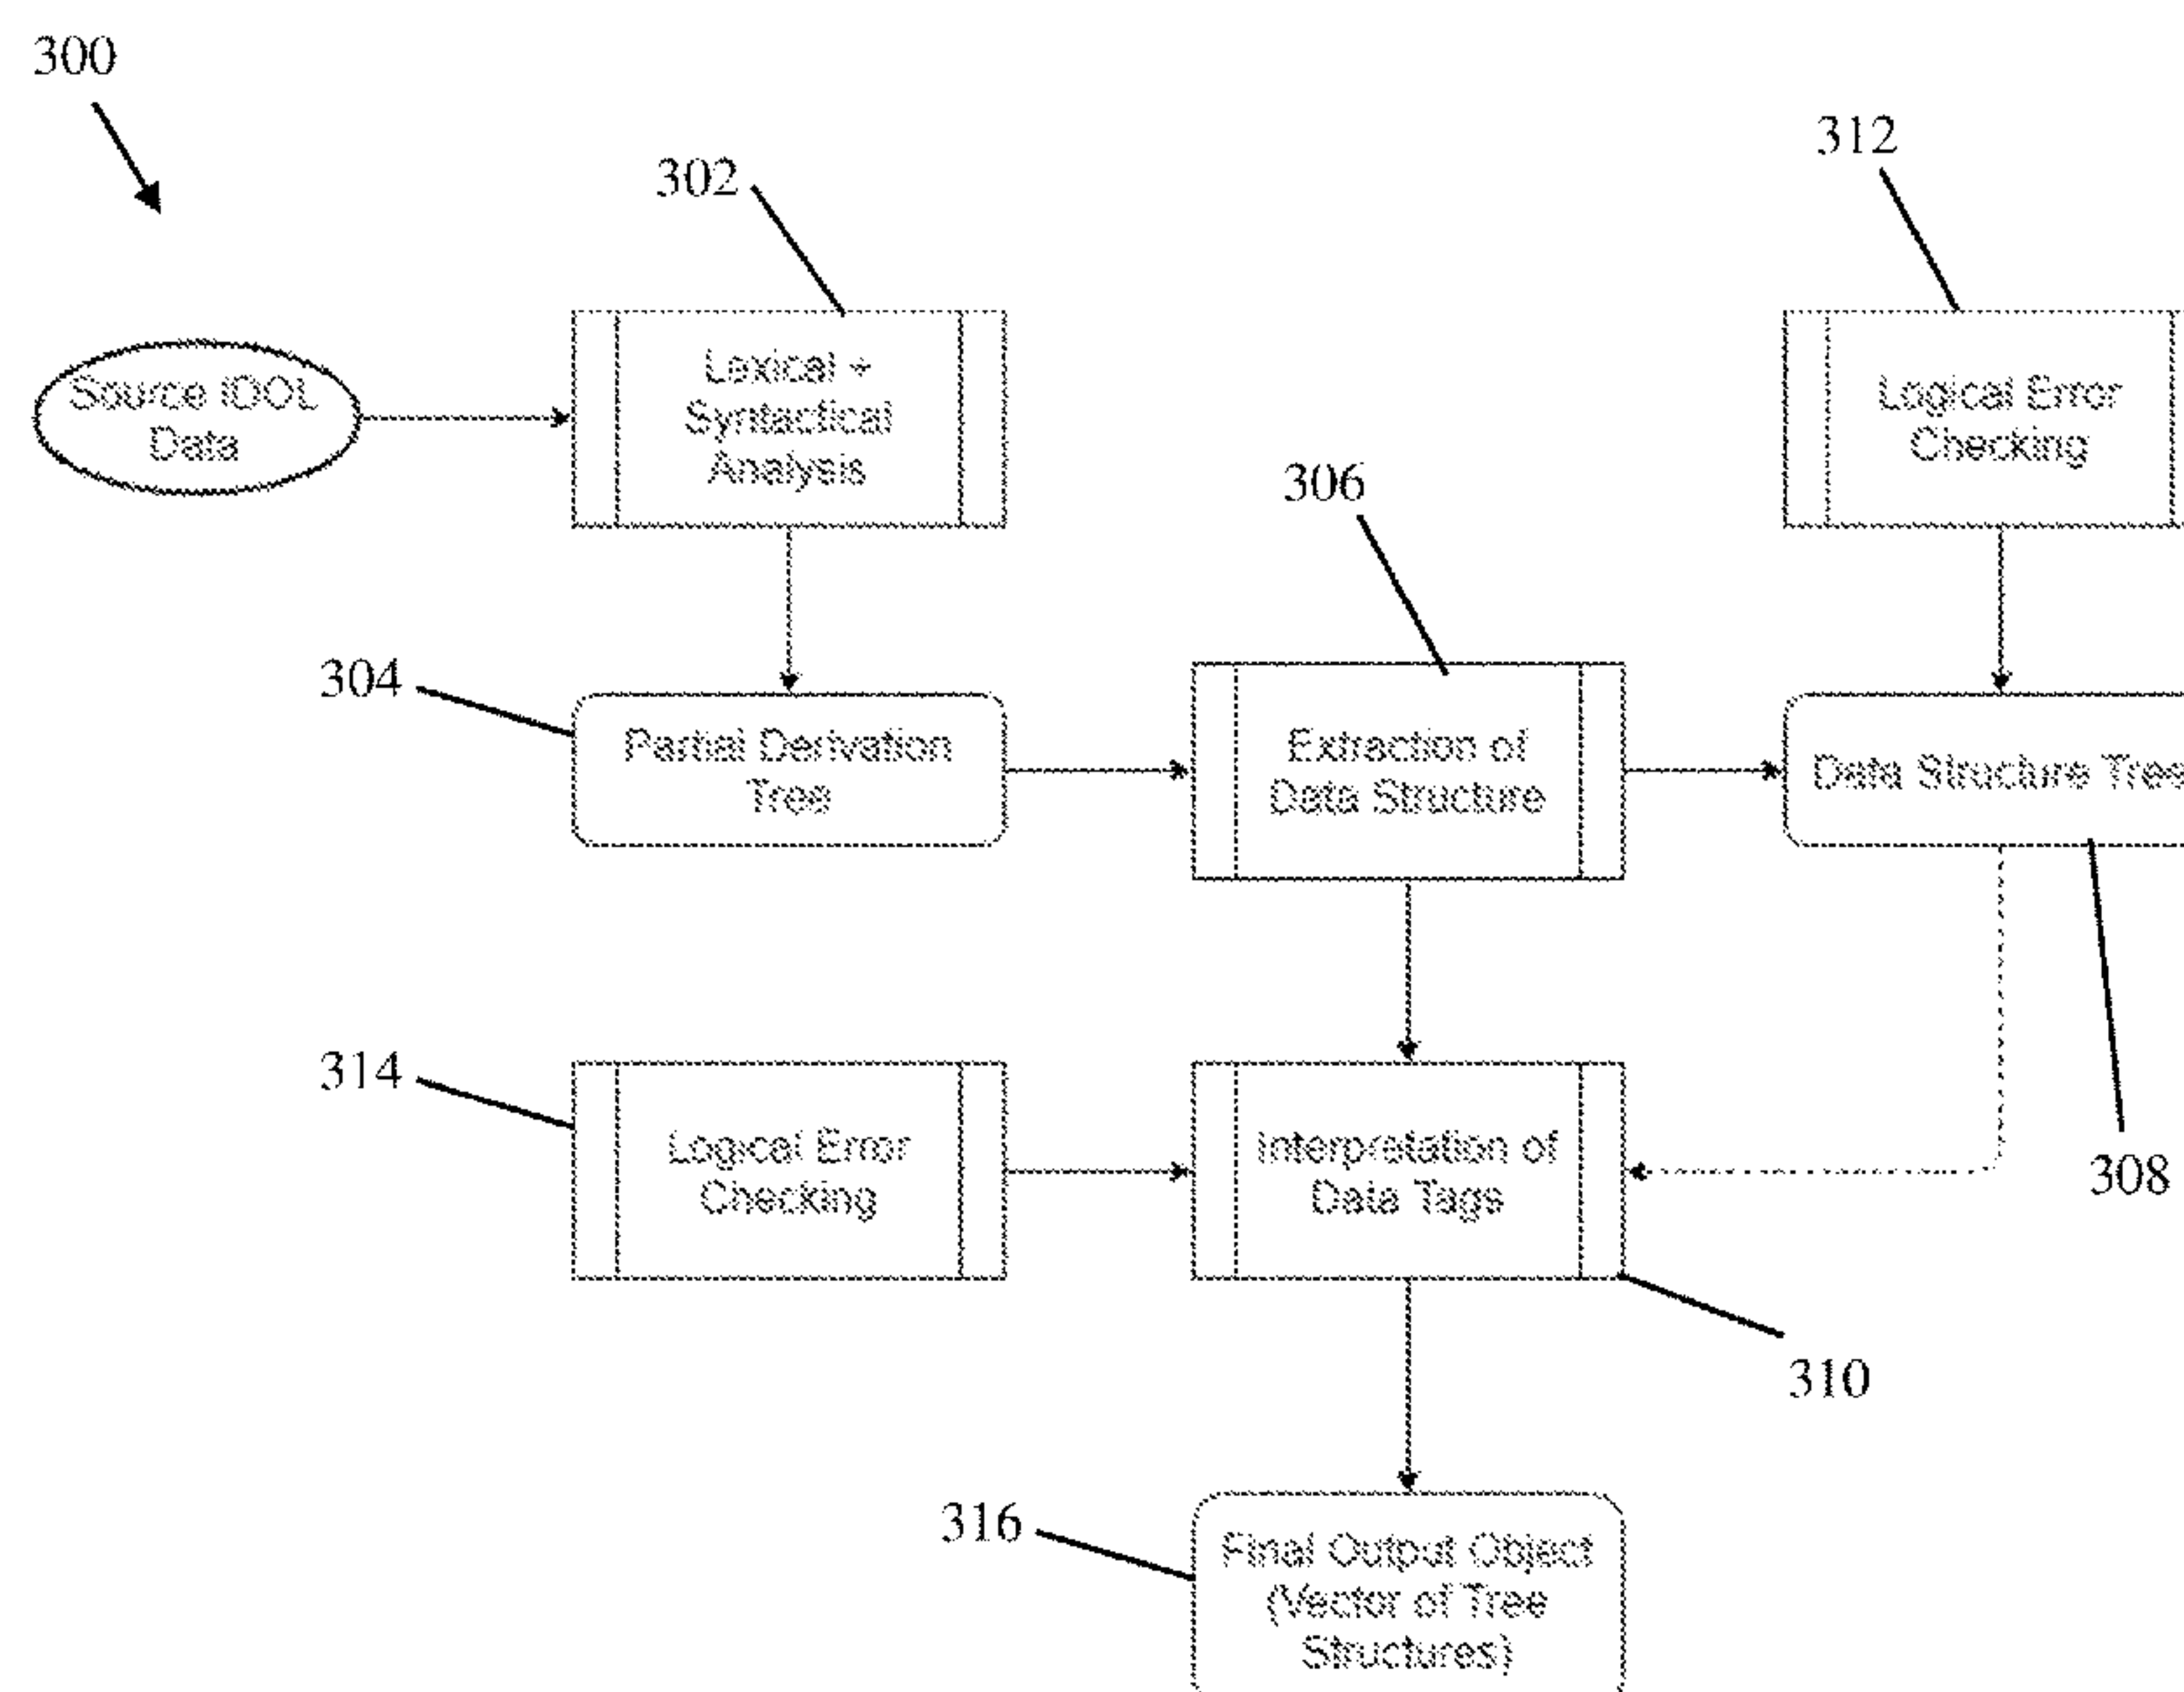 300
312
302
Lexical +
Syntactical
Analysis
Source IDOL
Data
Logical Error
Checking
306
304
Partial Derivation
Tree
Extraction of
Data Structure
Data Structure Tree
314
Logical Error
Checking
Interpretation of
Data Tags
308
310
316
Final Output Object
(Vector of Tree
Structures)